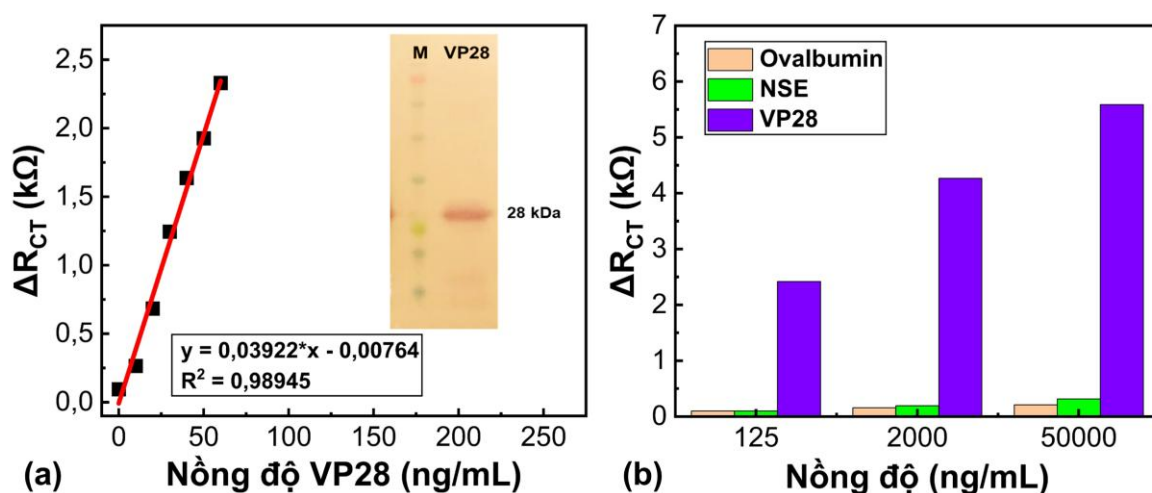 2,5
2,0
1,5
1,0
0,5
0,0
ΔR_CT (kΩ)
M VP28
28 kDa
y = 0,03922*x - 0,00764
R² = 0,98945
0 50 100 150 200 250
(a) Nồng độ VP28 (ng/mL)
7
6
5
4
3
2
1
0
ΔR_CT (kΩ)
Ovalbumin
NSE
VP28
125 2000 50000
(b) Nồng độ (ng/mL)